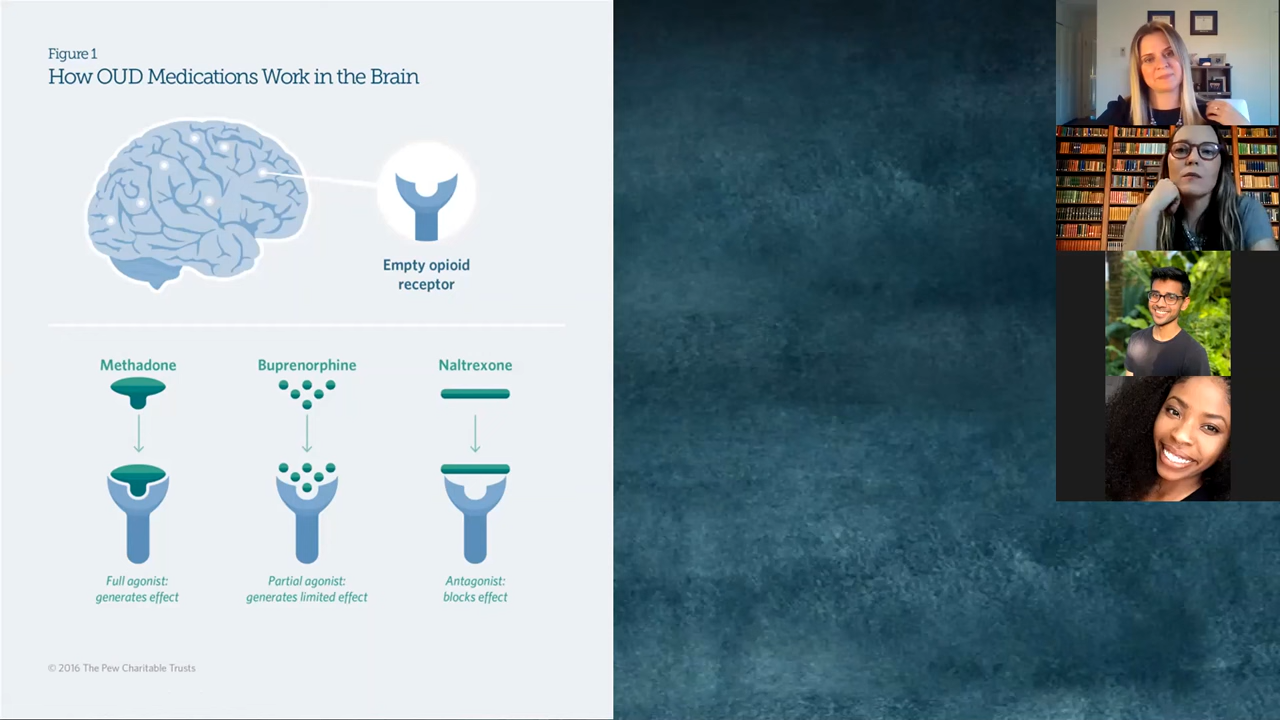 Figure 1
How OUD Medications Work in the Brain
Empty opioid
receptor
Methadone
Buprenorphine
Naltrexone
Full agonist:
generates effect
Partial agonist:
generates limited effect
Antagonist:
blocks effect
© 2016 The Pew Charitable Trusts